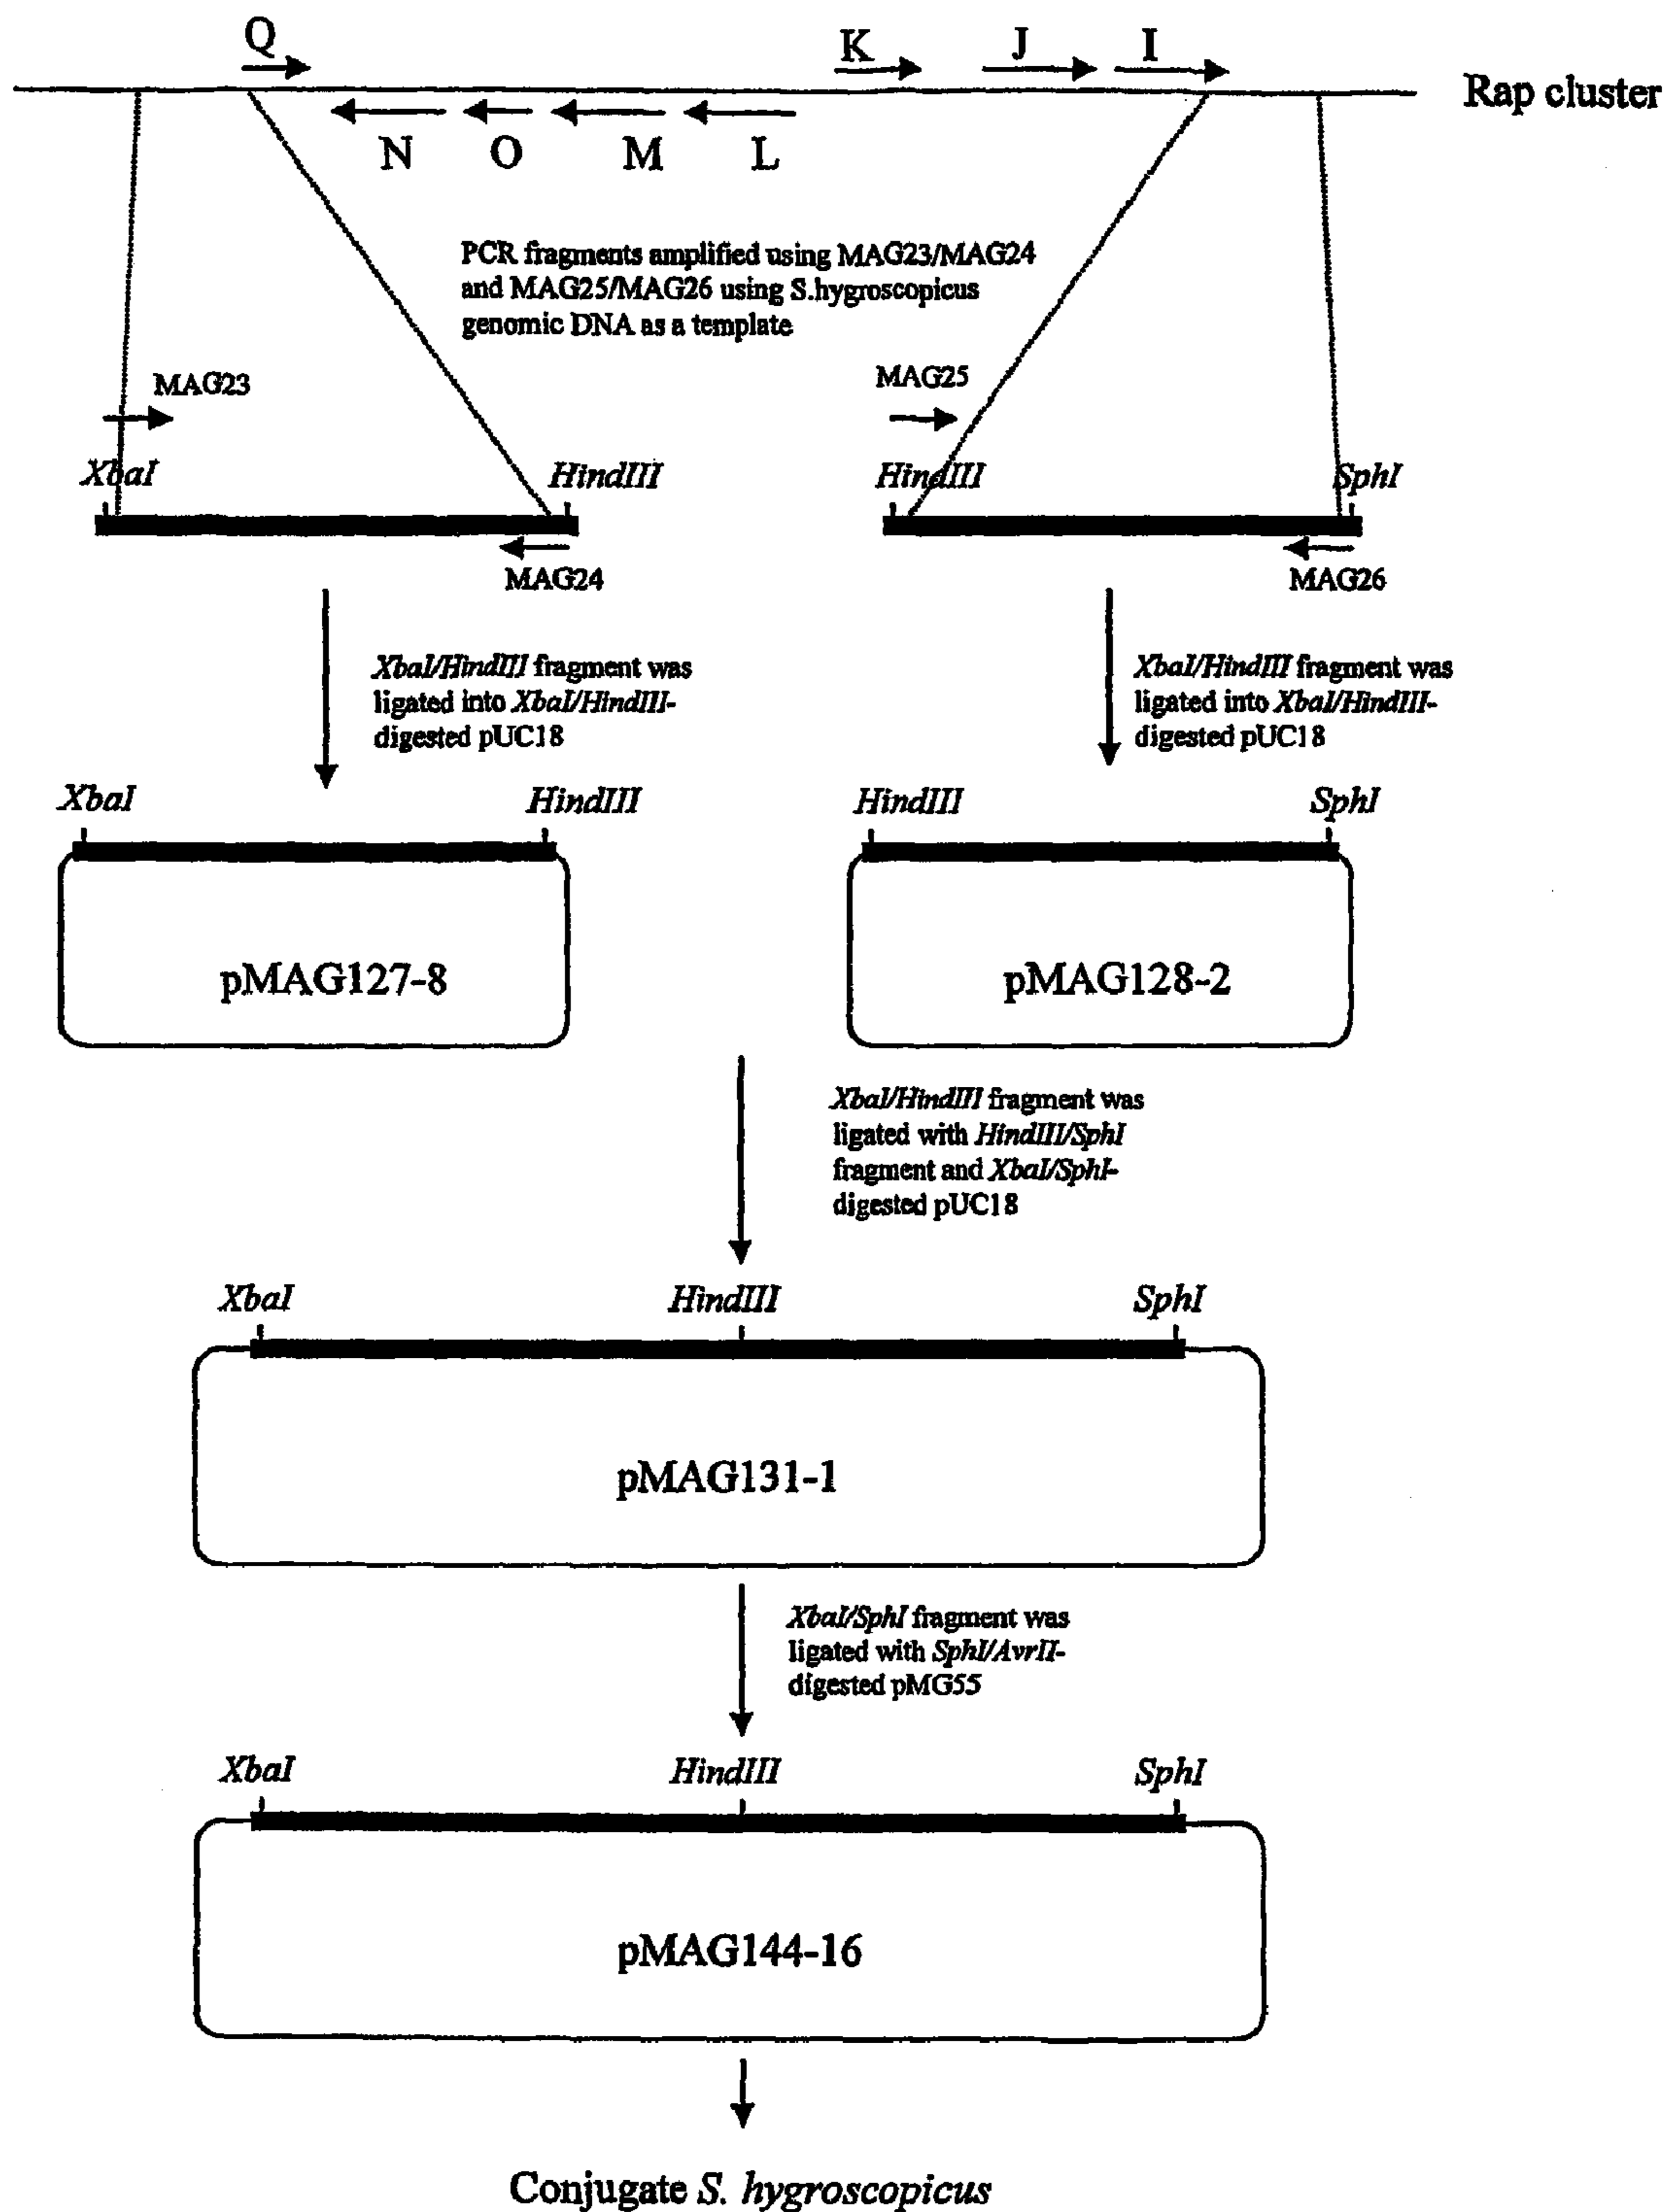 Q
K
J
I
Rap cluster
N
O
M
L
PCR fragments amplified using MAG23/MAG24
and MAG25/MAG26 using S.hygroscopicus
genomic DNA as a template
MAG23
MAG25
XbaI
HindIII
HindIII
SphI
MAG24
MAG26
XbaI/HindIII fragment was
ligated into XbaI/HindIII-
digested pUC18
XbaI/HindIII fragment was
ligated into XbaI/HindIII-
digested pUC18
XbaI
HindIII
HindIII
SphI
pMAG127-8
pMAG128-2
XbaI/HindIII fragment was
ligated with HindIII/SphI
fragment and XbaI/SphI-
digested pUC18
XbaI
HindIII
SphI
pMAG131-1
XbaI/SphI fragment was
ligated with SphI/AvrII-
digested pMG55
XbaI
HindIII
SphI
pMAG144-16
Conjugate S. hygroscopicus